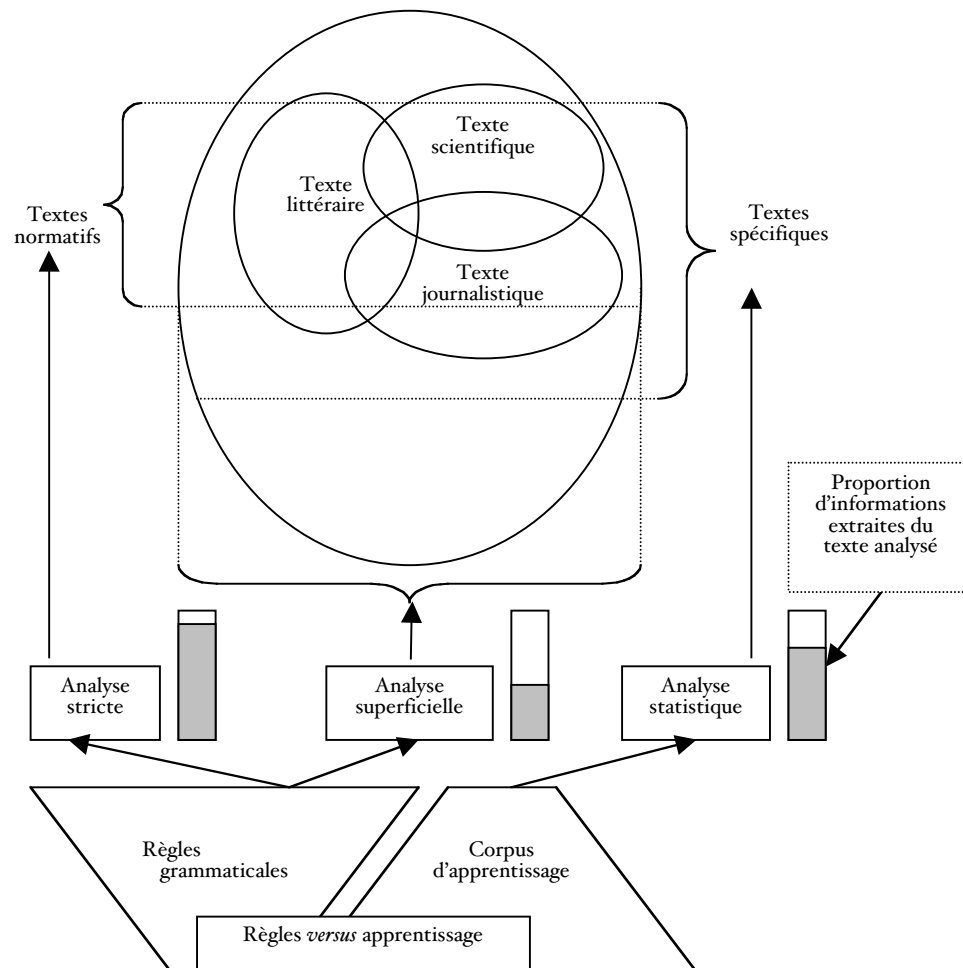 Texte
scientifique
Texte
littéraire
Textes
normatifs
Textes
spécifiques
Texte
journalistique
Proportion
d'informations
extraites du
texte analysé
Analyse
stricte
Analyse
superficielle
Analyse
statistique
Règles
grammaticales
Corpus
d'apprentissage
Règles versus apprentissage